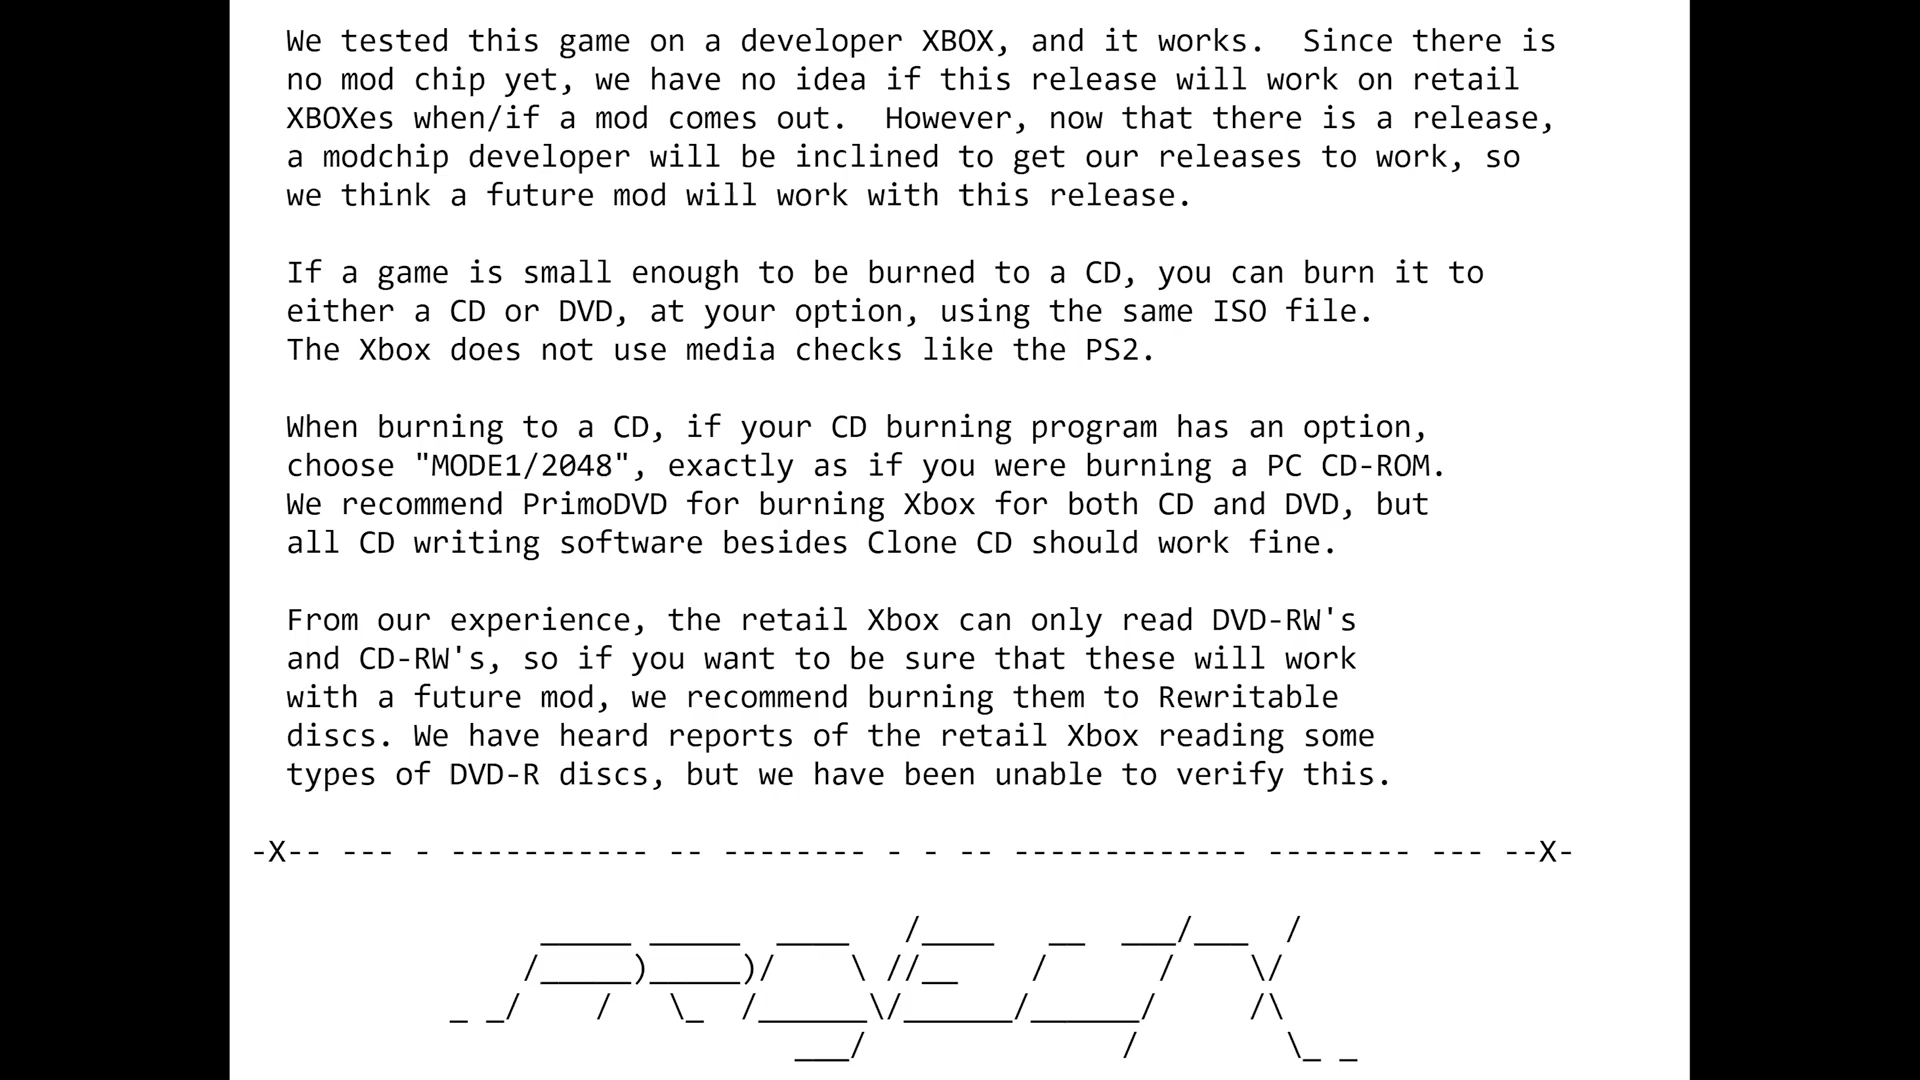 We tested this game on a developer XBOX, and it works.  Since there is
no mod chip yet, we have no idea if this release will work on retail
XBOXes when/if a mod comes out.  However, now that there is a release,
a modchip developer will be inclined to get our releases to work, so
we think a future mod will work with this release.

If a game is small enough to be burned to a CD, you can burn it to
either a CD or DVD, at your option, using the same ISO file.
The Xbox does not use media checks like the PS2.

When burning to a CD, if your CD burning program has an option,
choose "MODE1/2048", exactly as if you were burning a PC CD-ROM.
We recommend PrimoDVD for burning Xbox for both CD and DVD, but
all CD writing software besides Clone CD should work fine.

From our experience, the retail Xbox can only read DVD-RW's
and CD-RW's, so if you want to be sure that these will work
with a future mod, we recommend burning them to Rewritable
discs. We have heard reports of the retail Xbox reading some
types of DVD-R discs, but we have been unable to verify this.

-X-- --- - ----------- -- -------- - - -- ------------- -------- --- --X-